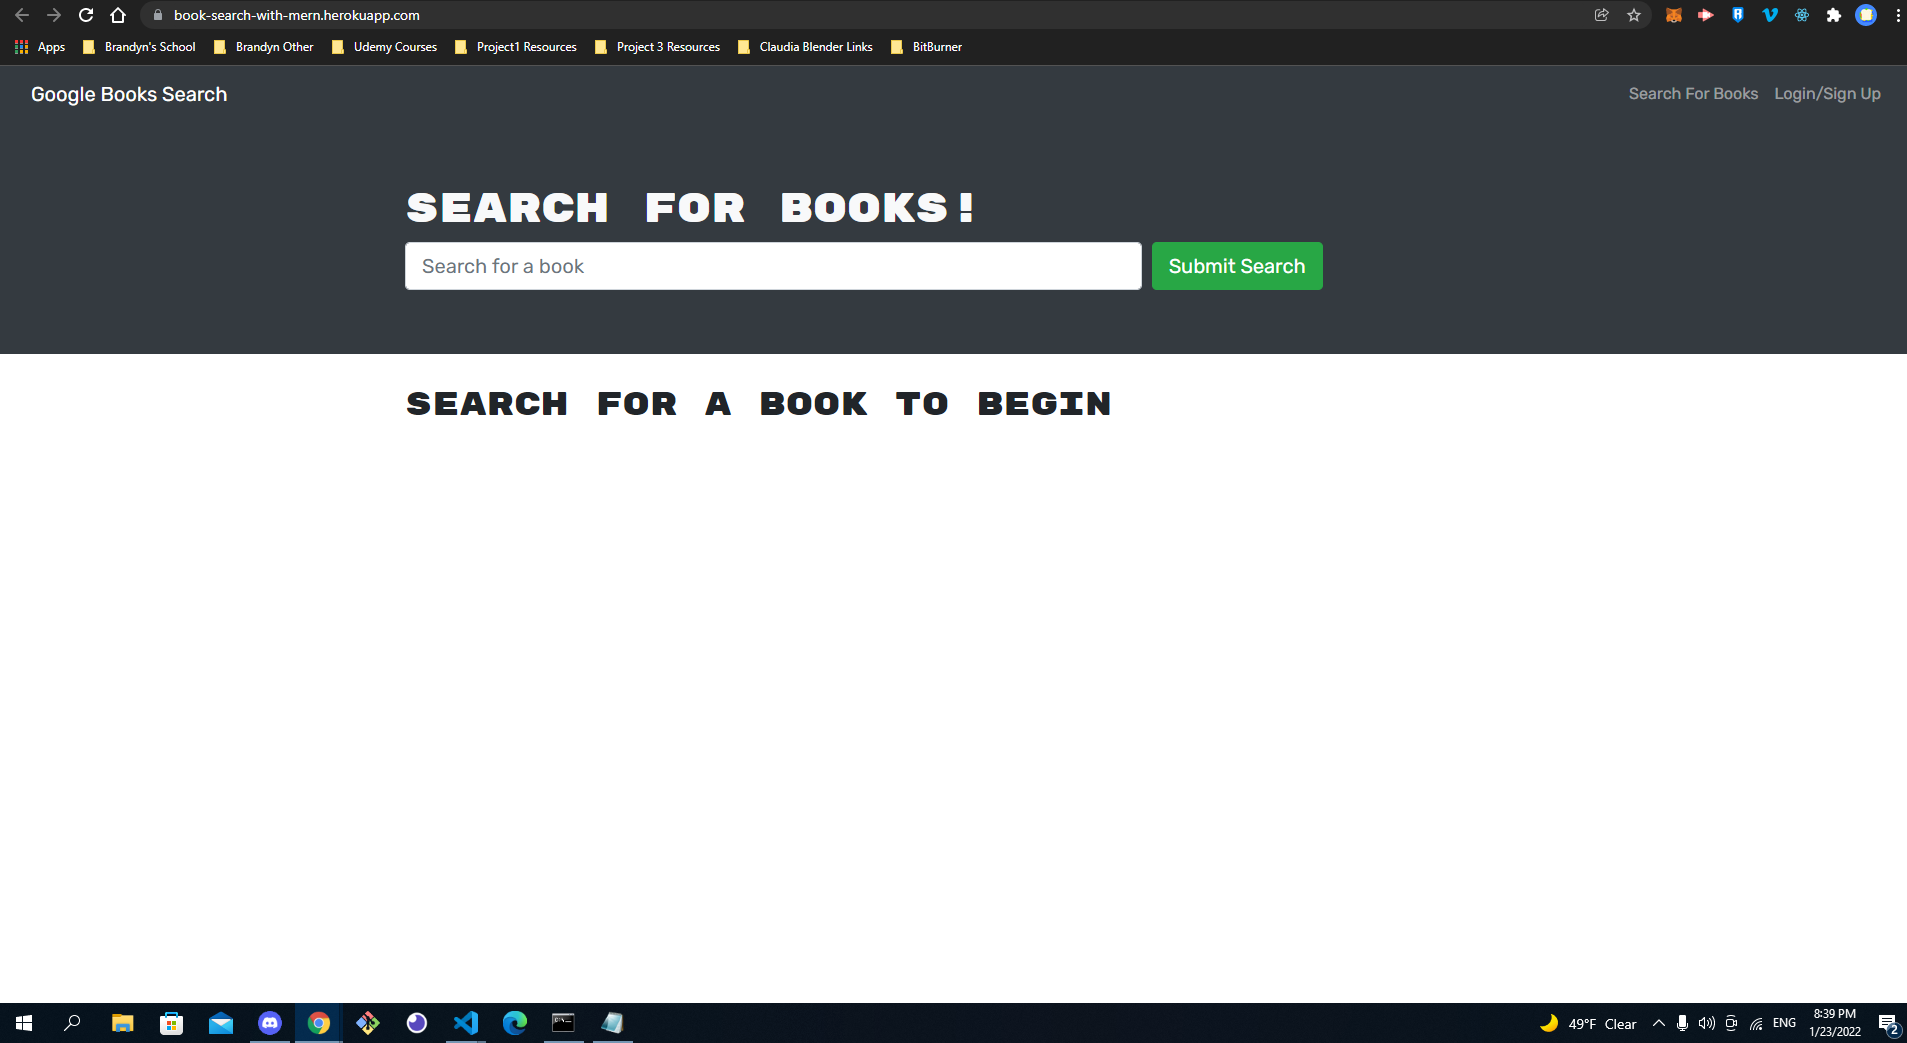 book-search-with-mern.herokuapp.com
Apps Brandyn's School Brandyn Other Udemy Courses Project1 Resources Project 3 Resources Claudia Blender Links BitBurner
Google Books Search Search For Books Login/Sign Up
SEARCH FOR BOOKS!
Search for a book Submit Search
SEARCH FOR A BOOK TO BEGIN
49°F Clear ENG 8:39 PM
1/23/2022 2